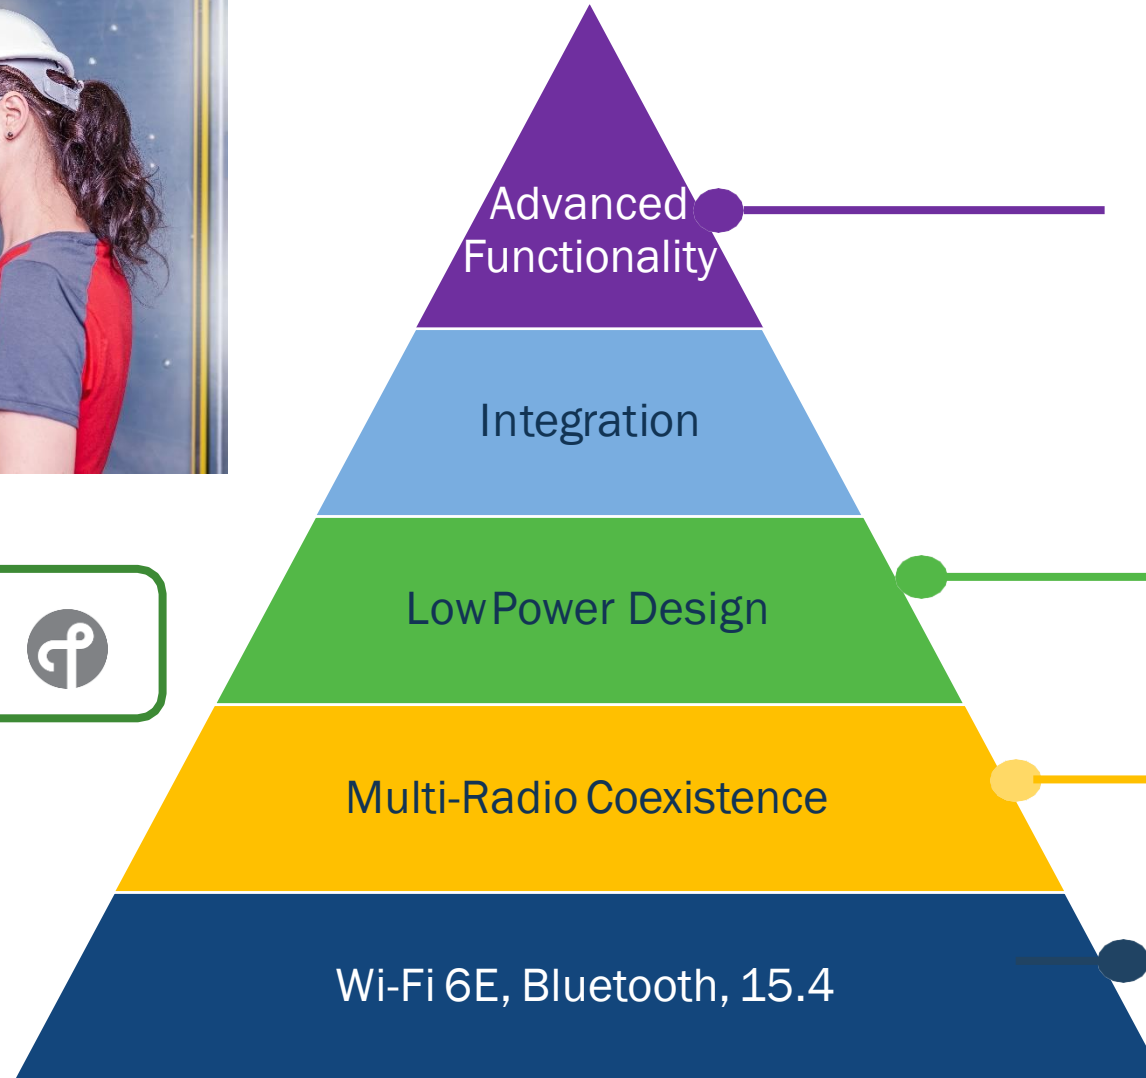 Advanced
Functionality
Integration
Low Power Design
Multi-Radio Coexistence
Wi-Fi 6E, Bluetooth, 15.4